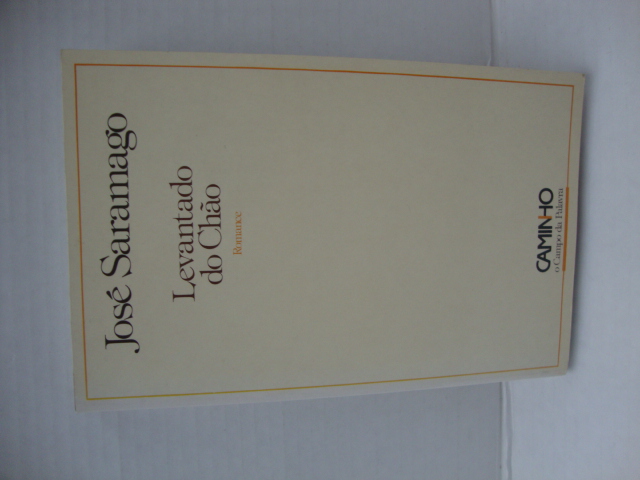 José Saramago
Levantado
do Chão
Romance
CAMINHO
o Campo da Palavra